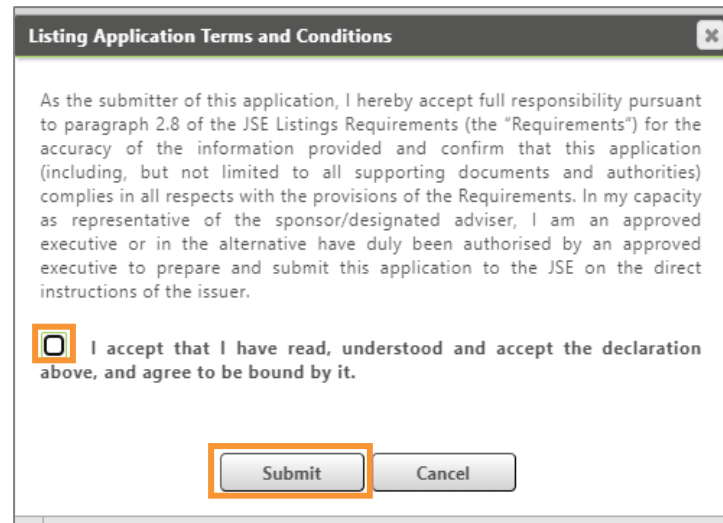 Listing Application Terms and Conditions
As the submitter of this application, I hereby accept full responsibility pursuant
to paragraph 2.8 of the JSE Listings Requirements (the “Requirements”) for the
accuracy of the information provided and confirm that this application
(including, but not limited to all supporting documents and authorities)
complies in all respects with the provisions of the Requirements. In my capacity
as representative of the sponsor/designated adviser, I am an approved
executive or in the alternative have duly been authorised by an approved
executive to prepare and submit this application to the JSE on the direct
instructions of the issuer.
I accept that I have read, understood and accept the declaration
above, and agree to be bound by it.
Submit Cancel